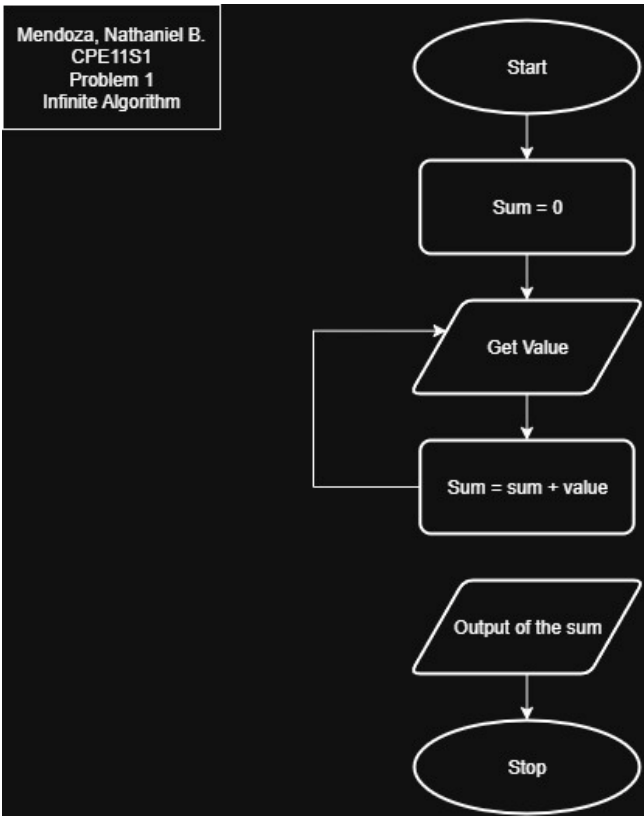 Mendoza, Nathaniel B.
CPE11S1
Problem 1
Infinite Algorithm
Start
Sum = 0
Get Value
Sum = sum + value
Output of the sum
Stop